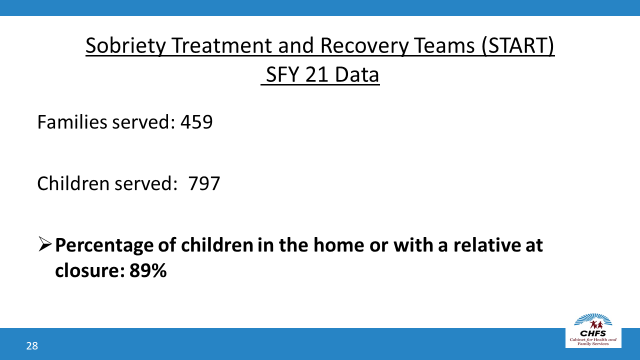 Sobriety Treatment and Recovery Teams (START)
SFY 21 Data
Families served: 459
Children served: 797
➢Percentage of children in the home or with a relative at
closure: 89%
CHFS
Cabinet for Health and
Family Services
28